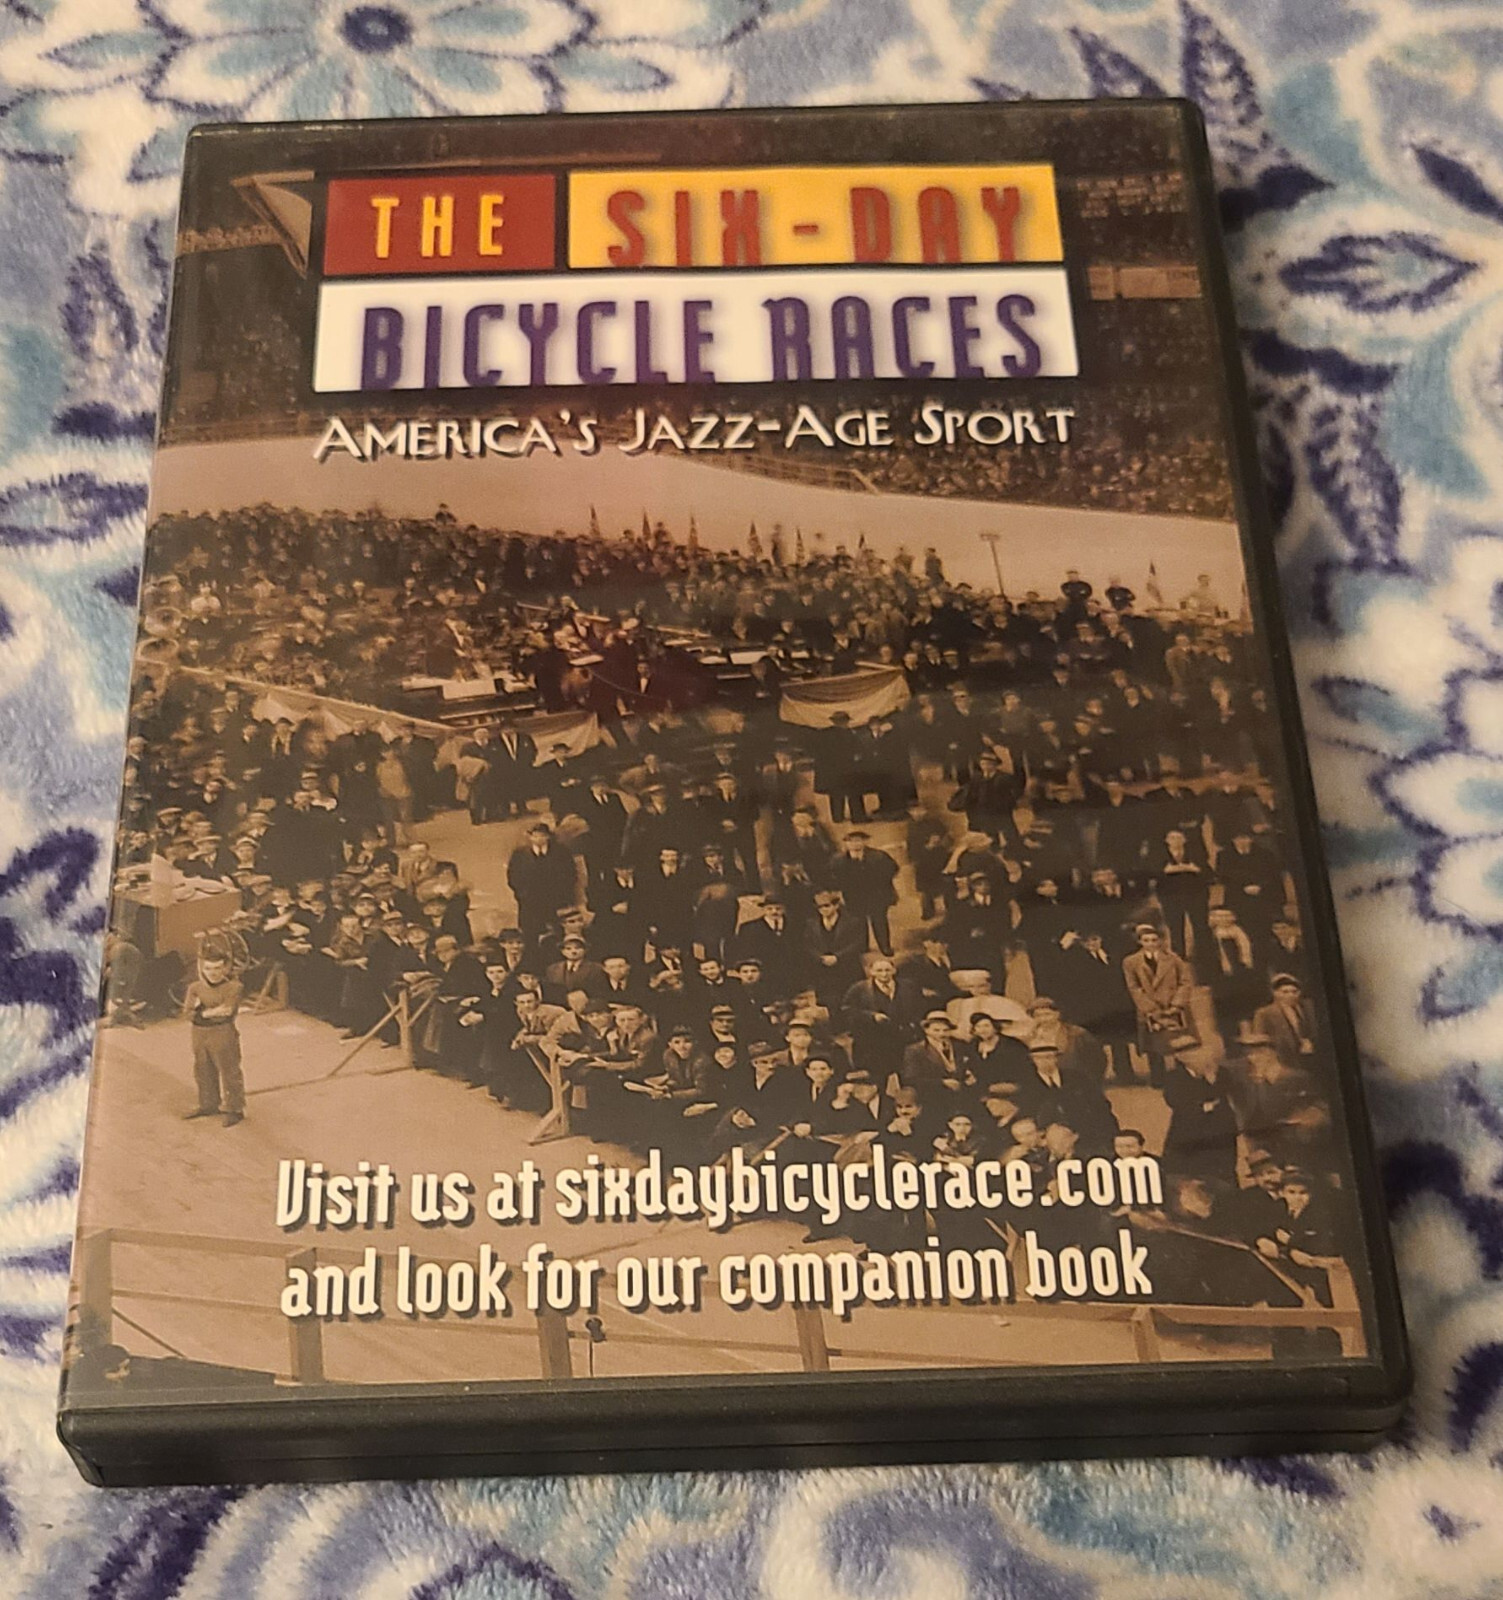 THE SIX-DAY
BICYCLE RACES
AMERICA'S JAZZ-AGE SPORT
Visit us at sixdaybicyclerace.com
and look for our companion book